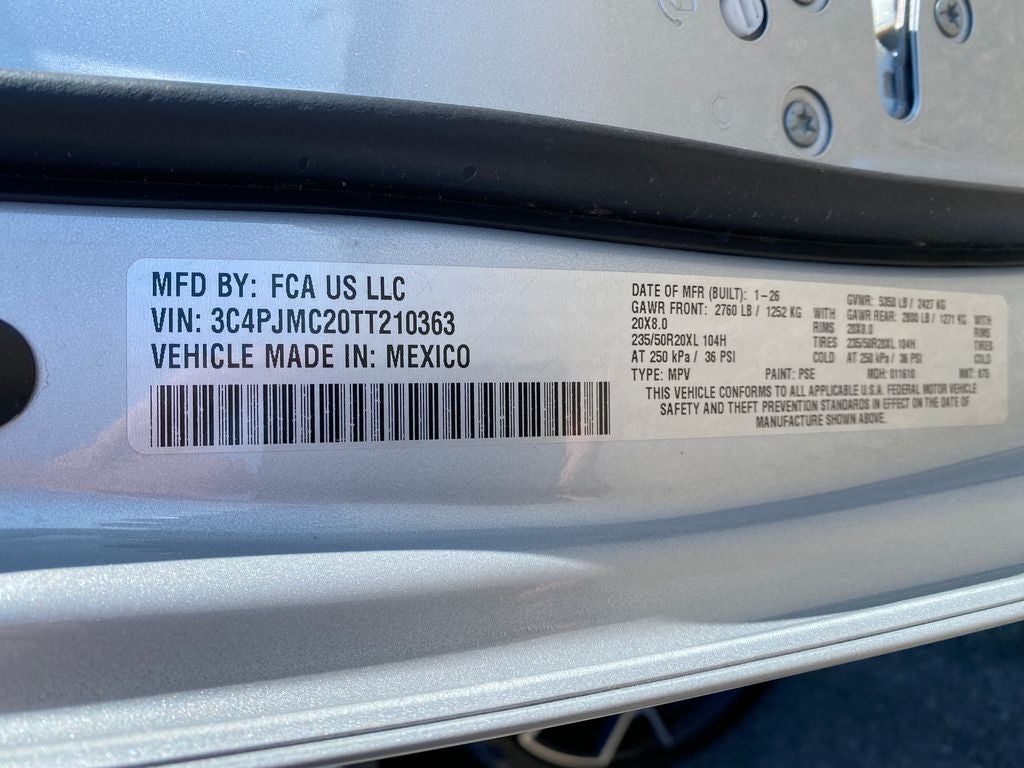 MFD BY: FCA US LLC
VIN: 3C4PJMC20TT210363
VEHICLE MADE IN: MEXICO
DATE OF MFR (BUILT): 1-26 GVWR: 5350 LB / 2427 KG
GAWR FRONT: 2760 LB / 1252 KG WITH GAWR REAR: 2800 LB / 1271 KG WITH
20X8.0 RIMS 20X8.0 RIMS
235/50R20XL 104H TIRES 235/50R20XL 104H TIRES
AT 250 kPa / 36 PSI COLD AT 250 kPa / 36 PSI COLD
TYPE: MPV PAINT: PSE MDH: 011610 MKT: 875
THIS VEHICLE CONFORMS TO ALL APPLICABLE U.S.A. FEDERAL MOTOR VEHICLE
SAFETY AND THEFT PREVENTION STANDARDS IN EFFECT ON THE DATE OF
MANUFACTURE SHOWN ABOVE.